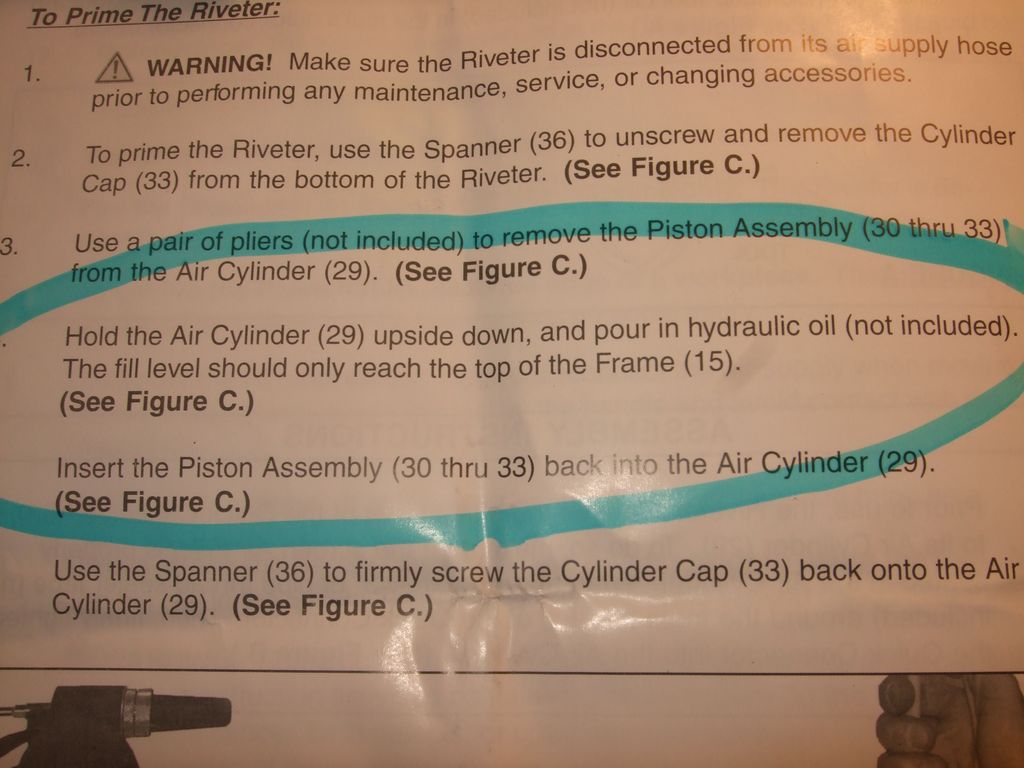 To Prime The Riveter:
1. WARNING! Make sure the Riveter is disconnected from its air supply hose
prior to performing any maintenance, service, or changing accessories.
2. To prime the Riveter, use the Spanner (36) to unscrew and remove the Cylinder
Cap (33) from the bottom of the Riveter. (See Figure C.)
3. Use a pair of pliers (not included) to remove the Piston Assembly (30 thru 33)
from the Air Cylinder (29). (See Figure C.)
Hold the Air Cylinder (29) upside down, and pour in hydraulic oil (not included).
The fill level should only reach the top of the Frame (15).
(See Figure C.)
Insert the Piston Assembly (30 thru 33) back into the Air Cylinder (29).
(See Figure C.)
Use the Spanner (36) to firmly screw the Cylinder Cap (33) back onto the Air
Cylinder (29). (See Figure C.)